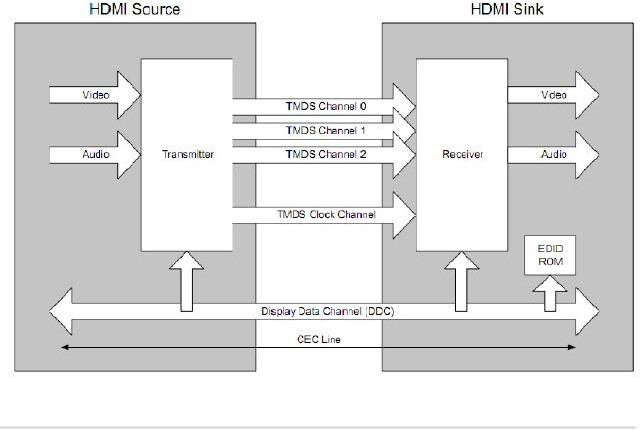 HDMI Source
HDMI Sink
Video
Audio
Transmitter
TMDS Channel 0
TMDS Channel 1
TMDS Channel 2
TMDS Clock Channel
Receiver
Video
Audio
EDID
ROM
Display Data Channel (DDC)
CEC Line